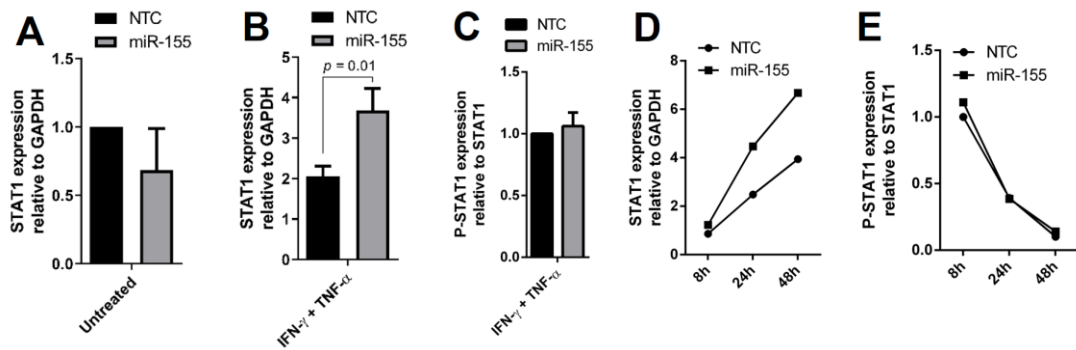 A
NTC
miR-155
STAT1 expression
relative to GAPDH
1.5
1.0
0.5
0.0
Untreated
B
NTC
miR-155
p = 0.01
STAT1 expression
relative to GAPDH
5
4
3
2
1
0
IFN-γ + TNF-α
C
NTC
miR-155
P-STAT1 expression
relative to STAT1
1.5
1.0
0.5
0.0
IFN-γ + TNF-α
D
NTC
miR-155
STAT1 expression
relative to GAPDH
8
6
4
2
0
8h
24h
48h
E
NTC
miR-155
P-STAT1 expression
relative to STAT1
1.5
1.0
0.5
0.0
8h
24h
48h